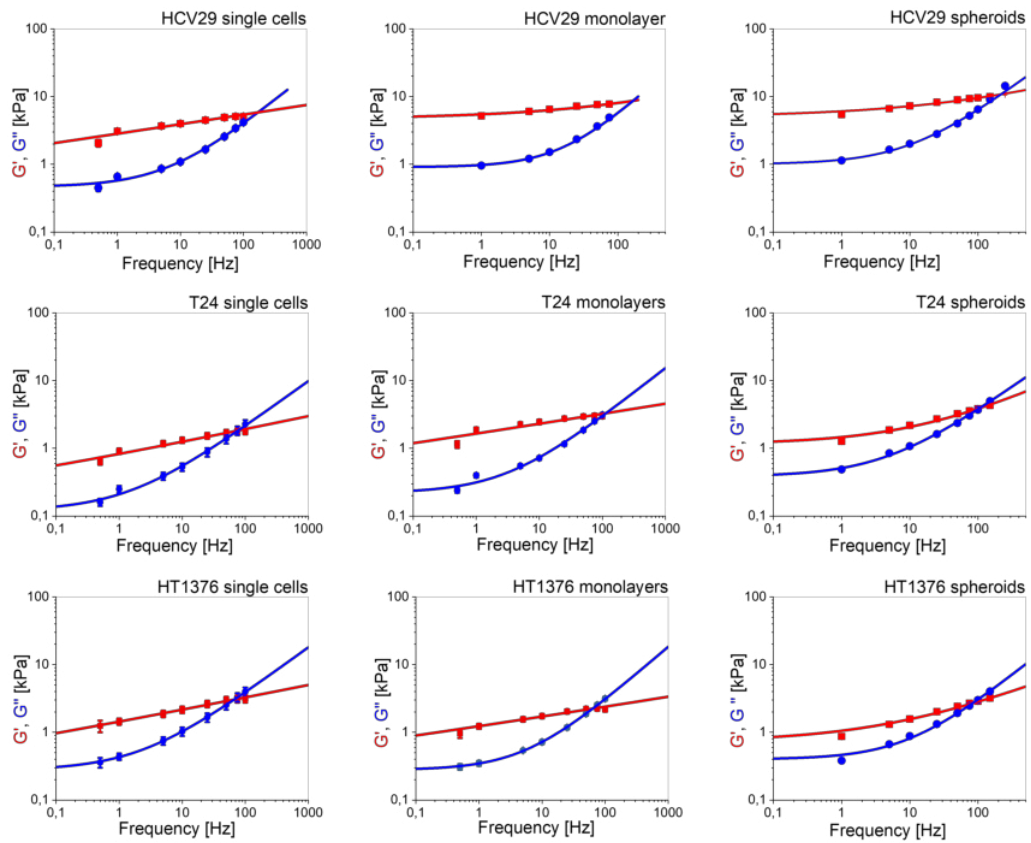 HCV29 single cells
100
10
1
0,1
G', G'' [kPa]
0,1 1 10 100 1000
Frequency [Hz]
HCV29 monolayer
100
10
1
0,1
G', G'' [kPa]
0,1 1 10 100
Frequency [Hz]
HCV29 spheroids
100
10
1
0,1
G', G'' [kPa]
0,1 1 10 100
Frequency [Hz]
T24 single cells
100
10
1
0,1
G', G'' [kPa]
0,1 1 10 100 1000
Frequency [Hz]
T24 monolayers
100
10
1
0,1
G', G'' [kPa]
0,1 1 10 100 1000
Frequency [Hz]
T24 spheroids
100
10
1
0,1
G', G'' [kPa]
0,1 1 10 100
Frequency [Hz]
HT1376 single cells
100
10
1
0,1
G', G'' [kPa]
0,1 1 10 100 1000
Frequency [Hz]
HT1376 monolayers
100
10
1
0,1
G', G'' [kPa]
0,1 1 10 100 1000
Frequency [Hz]
HT1376 spheroids
100
10
1
0,1
G', G'' [kPa]
0,1 1 10 100
Frequency [Hz]